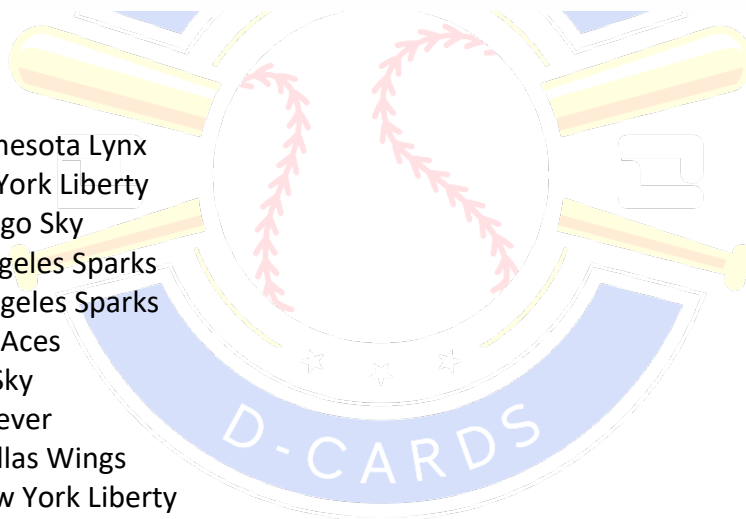 nesota Lynx
York Liberty
go Sky
geles Sparks
geles Sparks
Aces
Sky
ever
llas Wings
w York Liberty
D-CARDS